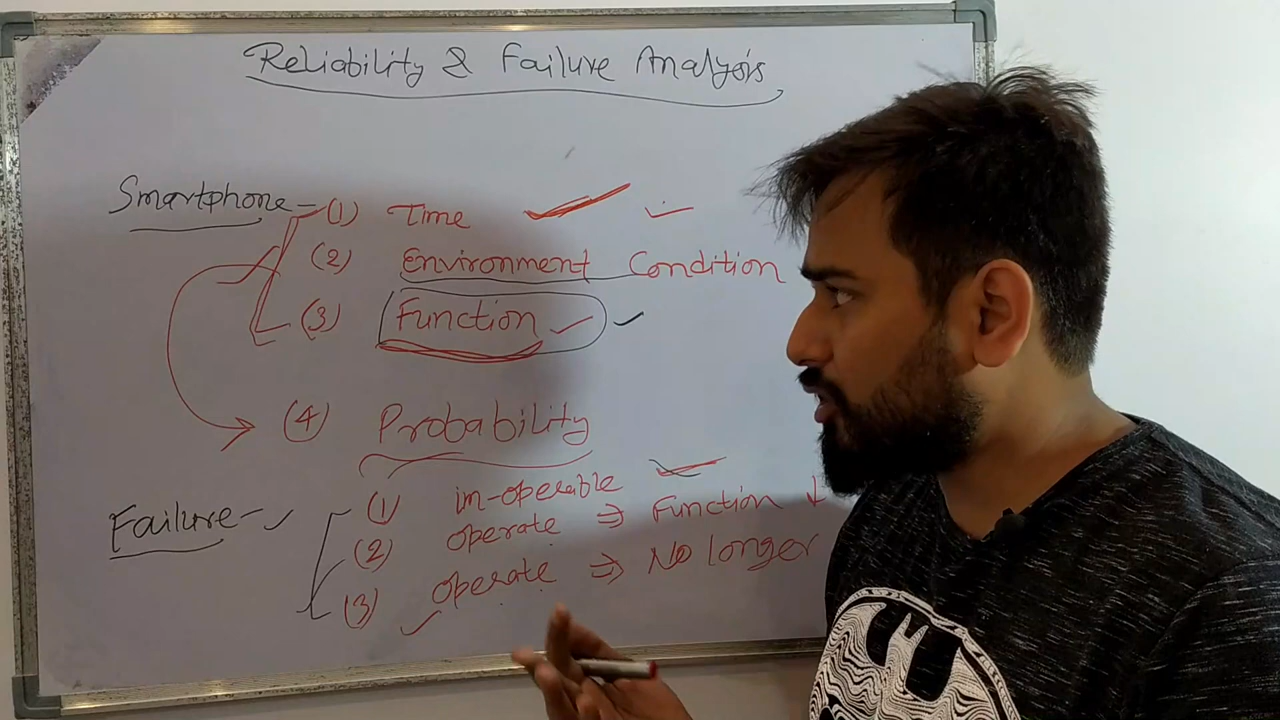 Reliability & Failure Analysis
Smartphone - (1) Time
(2) Environment Condition
(3) Function
(4) Probability
Failure - (1) im-operable
(2) operate ⇒ Function ↓
(3) operate ⇒ No longer